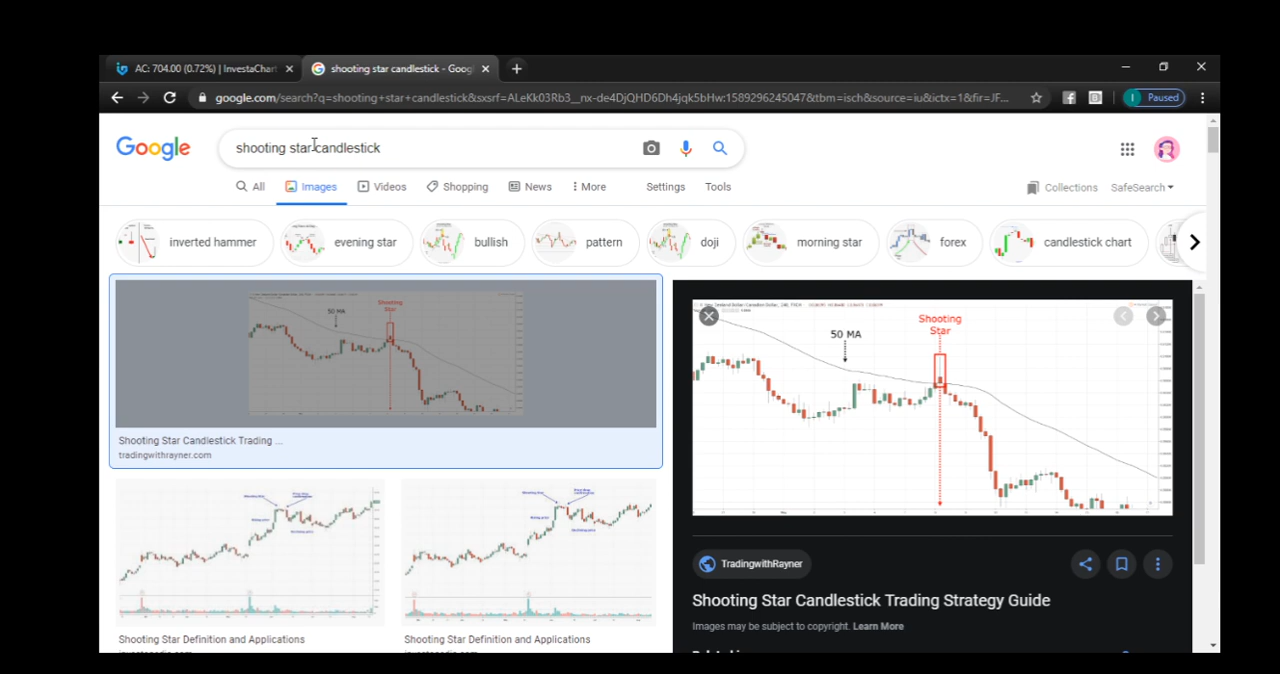 AC: 704.00 (0.72%) | InvestaChart
shooting star candlestick - Goog
google.com/search?q=shooting+star+candlestick&sxsrf=ALeKk03Rb3__nx-de4DjQHD6Dh4jqk5bHw:1589296245047&tbm=isch&source=iu&ictx=1&fir=JF...
I Paused
Google
shooting star candlestick
All
Images
Videos
Shopping
News
More
Settings
Tools
Collections
SafeSearch
inverted hammer
evening star
bullish
pattern
doji
morning star
forex
candlestick chart
Shooting
Star
50 MA
Shooting Star Candlestick Trading ...
tradingwithrayner.com
Shooting
Star
50 MA
TradingwithRayner
Shooting Star Candlestick Trading Strategy Guide
Images may be subject to copyright. Learn More
Shooting Star Definition and Applications
Shooting Star Definition and Applications